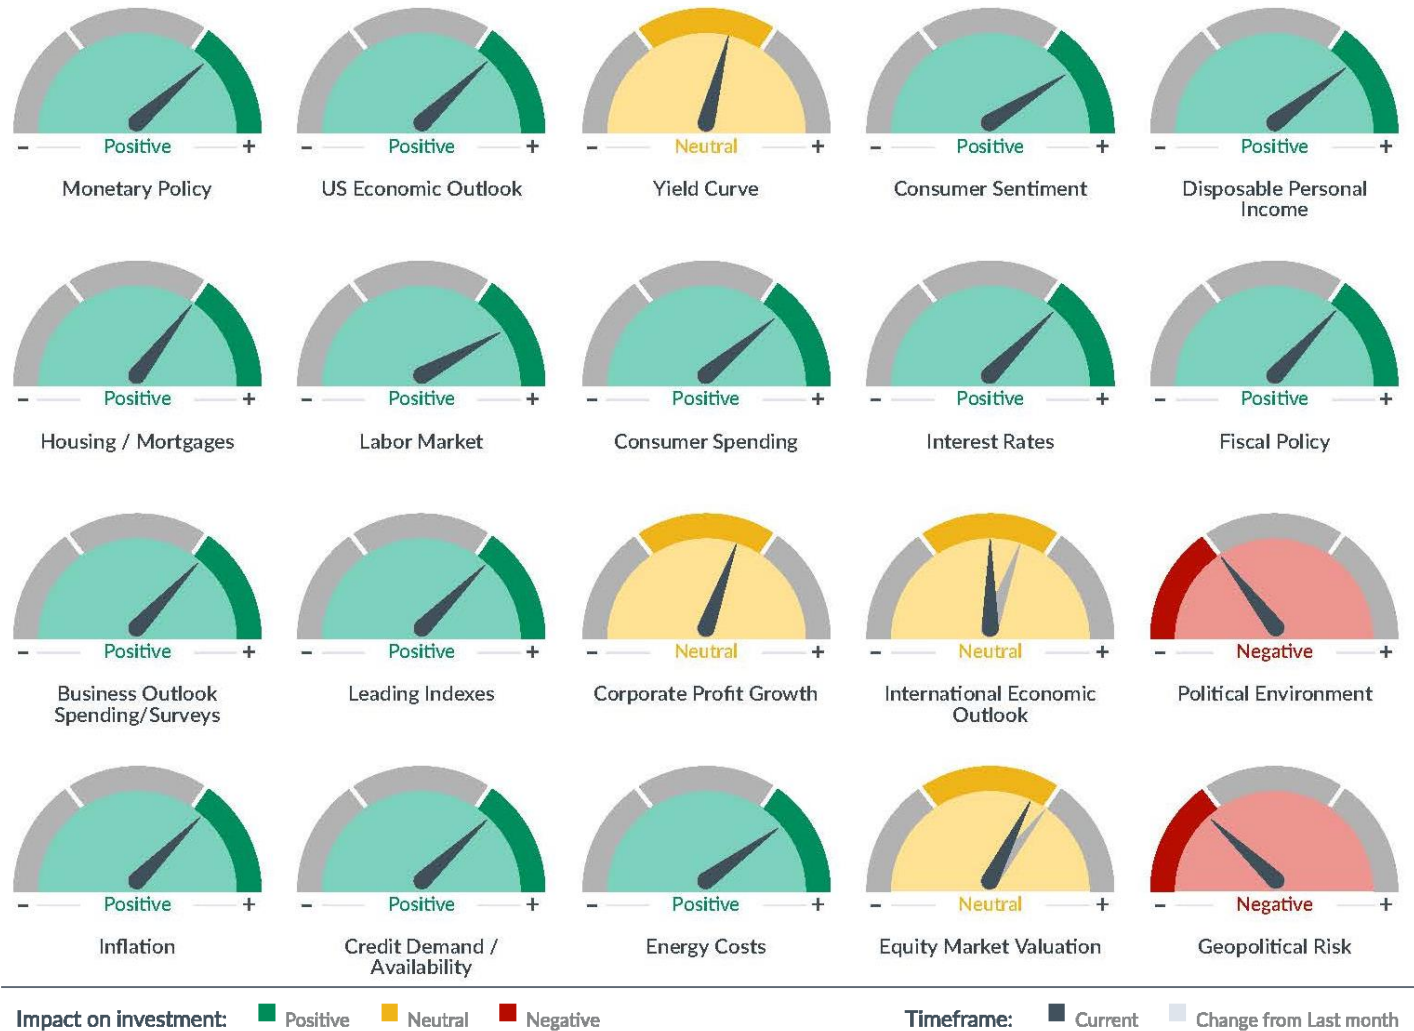 - Positive +
Monetary Policy
- Positive +
US Economic Outlook
- Neutral +
Yield Curve
- Positive +
Consumer Sentiment
- Positive +
Disposable Personal
Income
- Positive +
Housing / Mortgages
- Positive +
Labor Market
- Positive +
Consumer Spending
- Positive +
Interest Rates
- Positive +
Fiscal Policy
- Positive +
Business Outlook
Spending/Surveys
- Positive +
Leading Indexes
- Neutral +
Corporate Profit Growth
- Neutral +
International Economic
Outlook
- Negative +
Political Environment
- Positive +
Inflation
- Positive +
Credit Demand /
Availability
- Positive +
Energy Costs
- Neutral +
Equity Market Valuation
- Negative +
Geopolitical Risk
Impact on investment: Positive Neutral Negative
Timeframe: Current Change from Last month